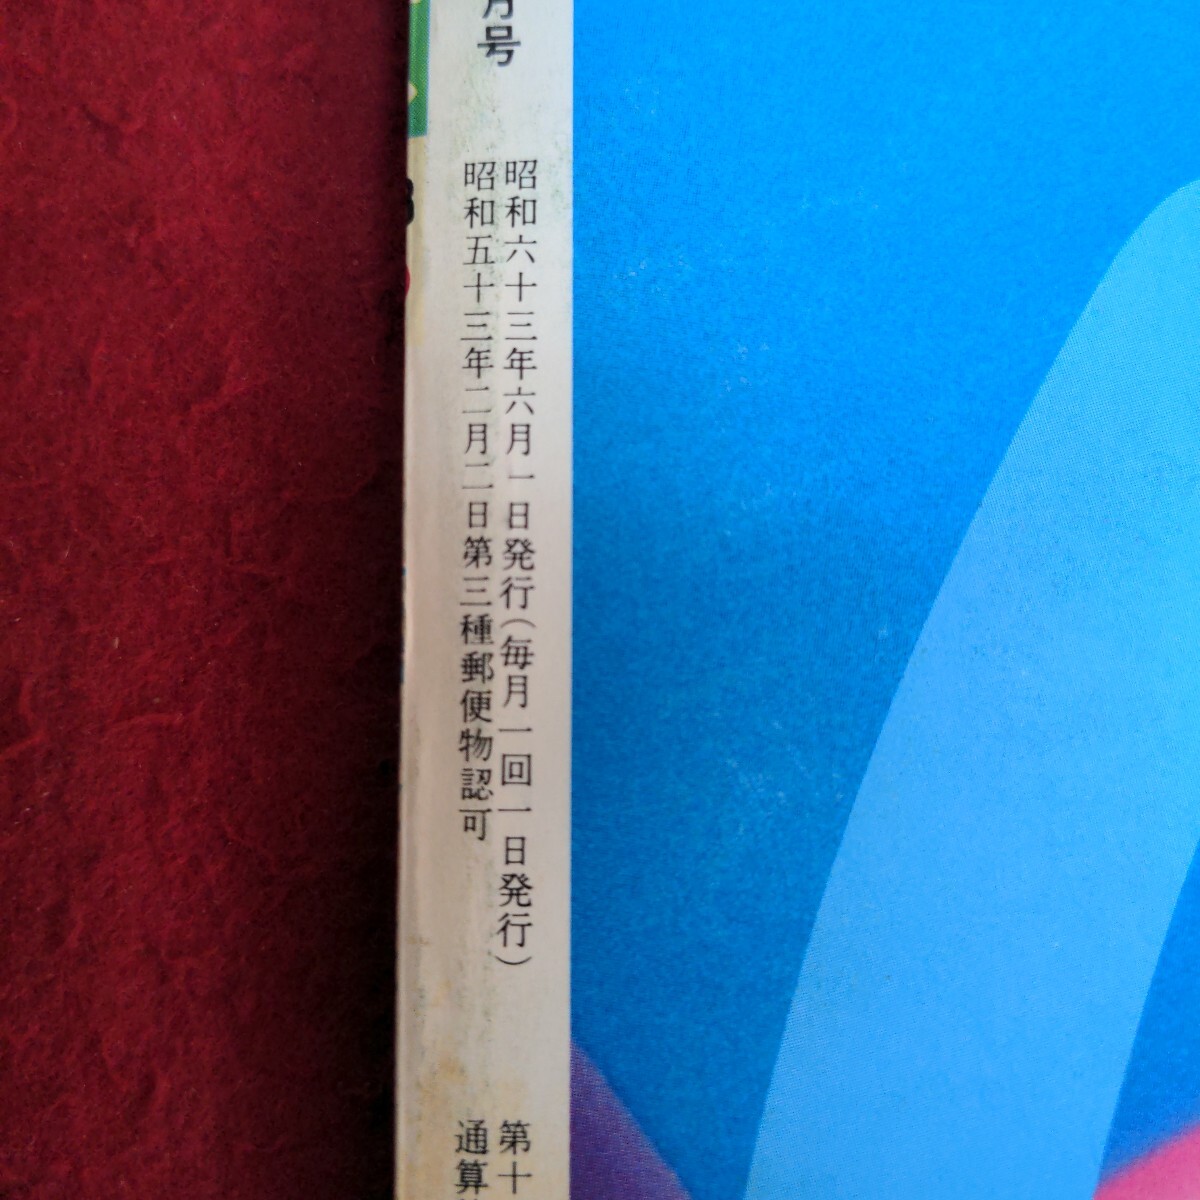 月号
昭和六十三年六月一日発行（毎月一回一日発行）
昭和五十三年二月二日第三種郵便物認可
第十
通算